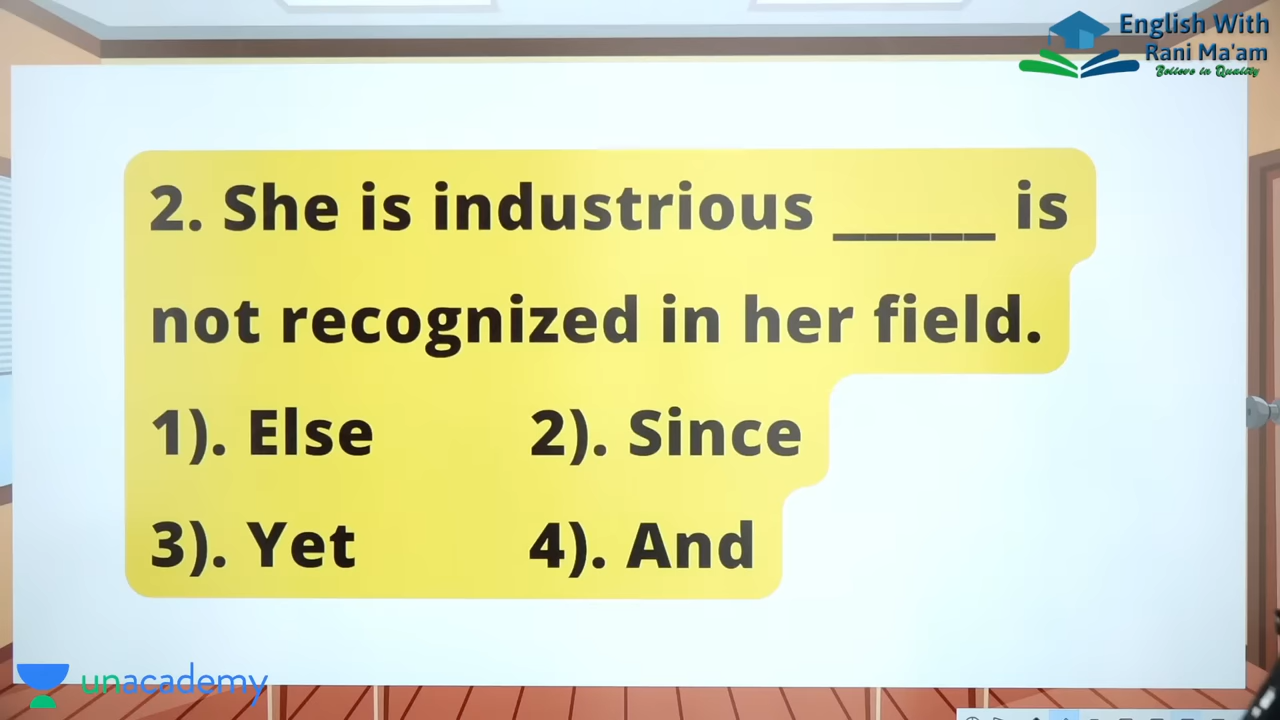 English With
Rani Ma'am
Believe in Quality
2. She is industrious _____ is
not recognized in her field.
1). Else 2). Since
3). Yet 4). And
unacademy